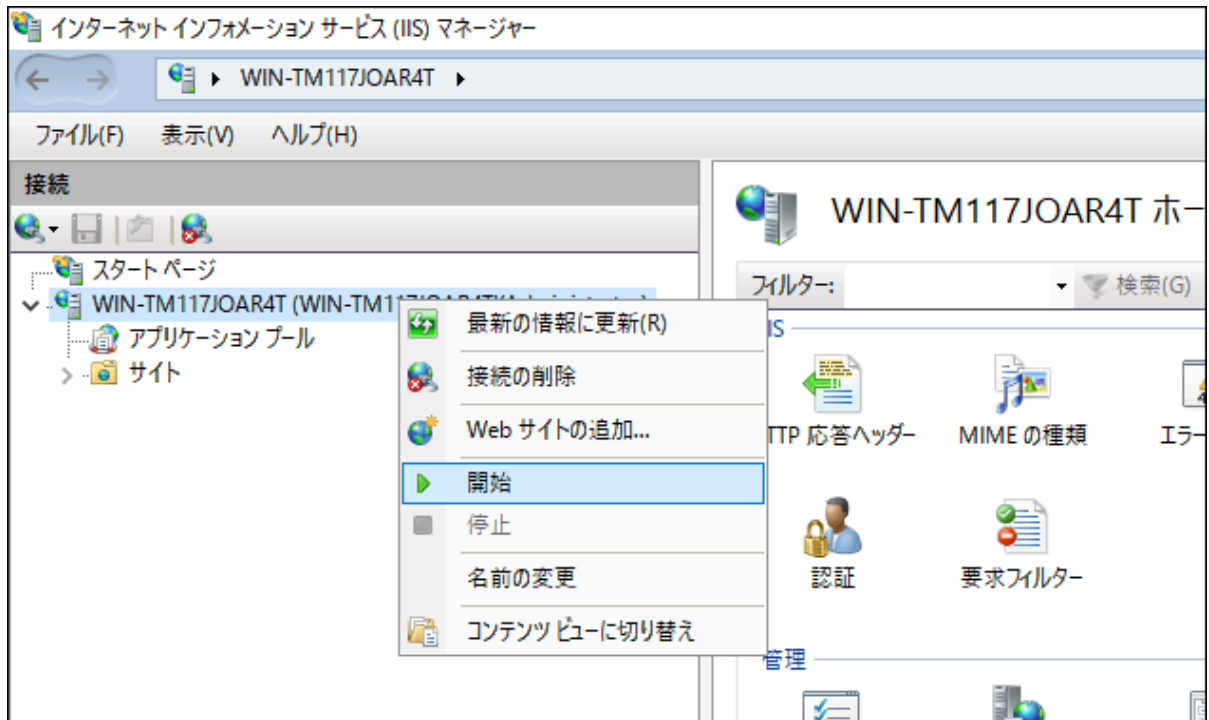 インターネット インフォメーション サービス (IIS) マネージャー
WIN-TM117JOAR4T
ファイル(F) 表示(V) ヘルプ(H)
接続
WIN-TM117JOAR4T ホー
スタート ページ
フィルター: 検索(G)
WIN-TM117JOAR4T (WIN-TM117JOAR4T\Administrator)
アプリケーション プール
サイト
最新の情報に更新(R)
接続の削除
Web サイトの追加...
開始
停止
名前の変更
コンテンツ ビューに切り替え
IS
TTP 応答ヘッダー MIME の種類 エラー
認証 要求フィルター
管理